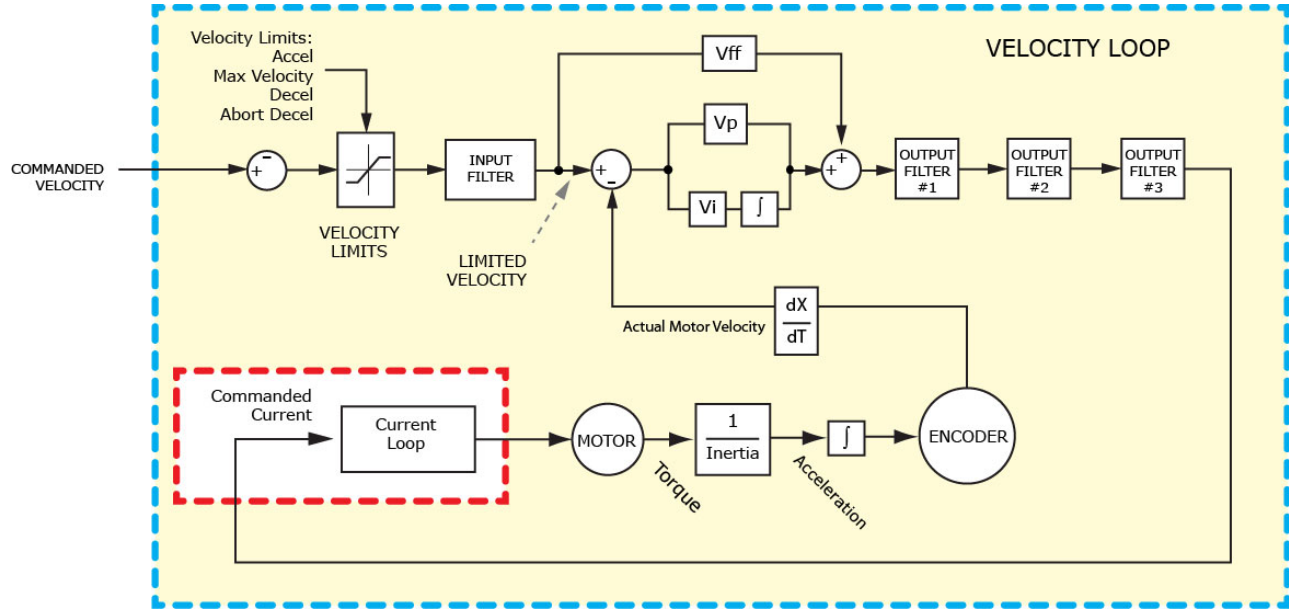 VELOCITY LOOP
Velocity Limits:
Accel
Max Velocity
Decel
Abort Decel
Vff
Vp
COMMANDED
VELOCITY
-
+
INPUT
FILTER
+
-
+
+
OUTPUT
FILTER
#1
OUTPUT
FILTER
#2
OUTPUT
FILTER
#3
Vi
∫
VELOCITY
LIMITS
LIMITED
VELOCITY
Actual Motor Velocity
dX
dT
Commanded
Current
Current
Loop
MOTOR
Torque
1
Inertia
Acceleration
∫
ENCODER